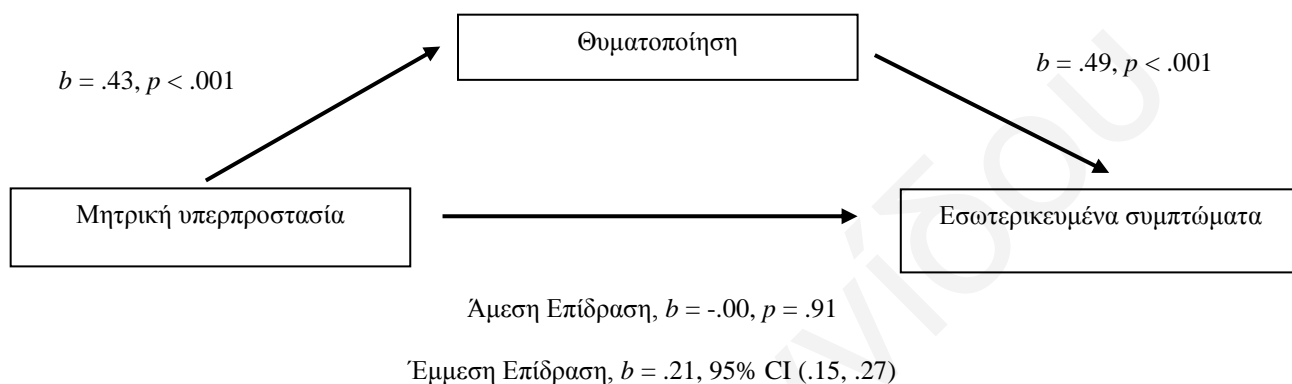 Θυματοποίηση
b = .43, p < .001
b = .49, p < .001
Μητρική υπερπροστασία
Εσωτερικευμένα συμπτώματα
Άμεση Επίδραση, b = -.00, p = .91
Έμμεση Επίδραση, b = .21, 95% CI (.15, .27)